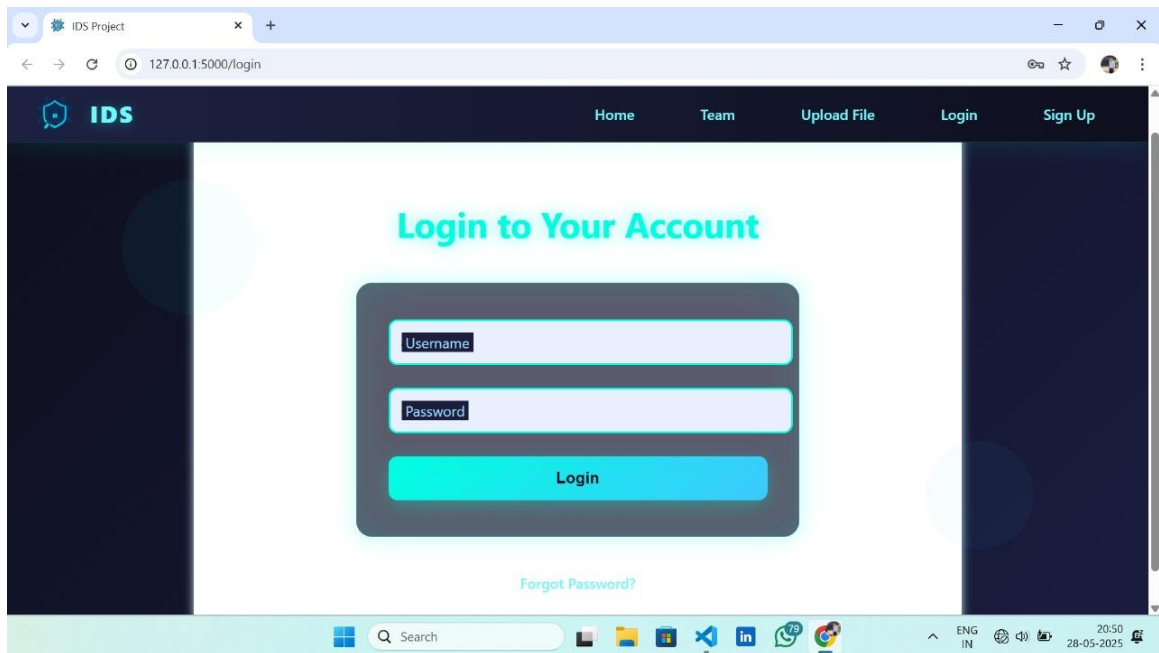 IDS Project
127.0.0.1:5000/login
IDS Home Team Upload File Login Sign Up
Login to Your Account
Username
Password
Login
Forgot Password?
Search 79 ENG 20:50
IN 28-05-2025